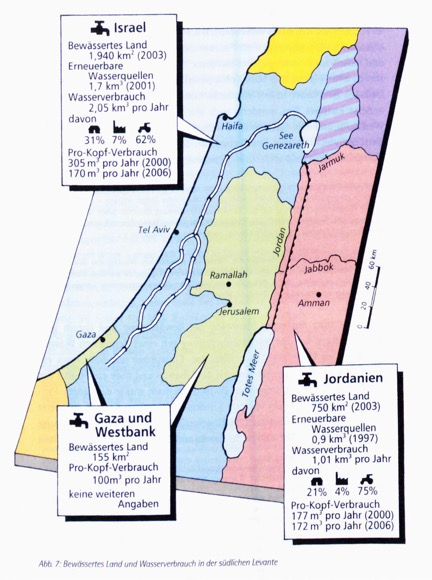 Israel
Bewässertes Land
1,940 km² (2003)
Erneuerbare
Wasserquellen
1,7 km³ (2001)
Wasserverbrauch
2,05 km³ pro Jahr
davon
31% 7% 62%
Pro-Kopf-Verbrauch
305 m³ pro Jahr (2000)
170 m³ pro Jahr (2006)
Haifa
See
Genezareth
Jarmuk
Tel Aviv
Jordan
Ramallah
Jerusalem
Jabbok
Amman
0 20 40 60 km
Gaza
Totes Meer
Gaza und
Westbank
Bewässertes Land
155 km²
Pro-Kopf-Verbrauch
100m³ pro Jahr
keine weiteren
Angaben
Jordanien
Bewässertes Land
750 km² (2003)
Erneuerbare
Wasserquellen
0,9 km³ (1997)
Wasserverbrauch
1,01 km³ pro Jahr
davon
21% 4% 75%
Pro-Kopf-Verbrauch
177 m³ pro Jahr (2000)
172 m³ pro Jahr (2006)
Abb. 7: Bewässertes Land und Wasserverbrauch in der südlichen Levante